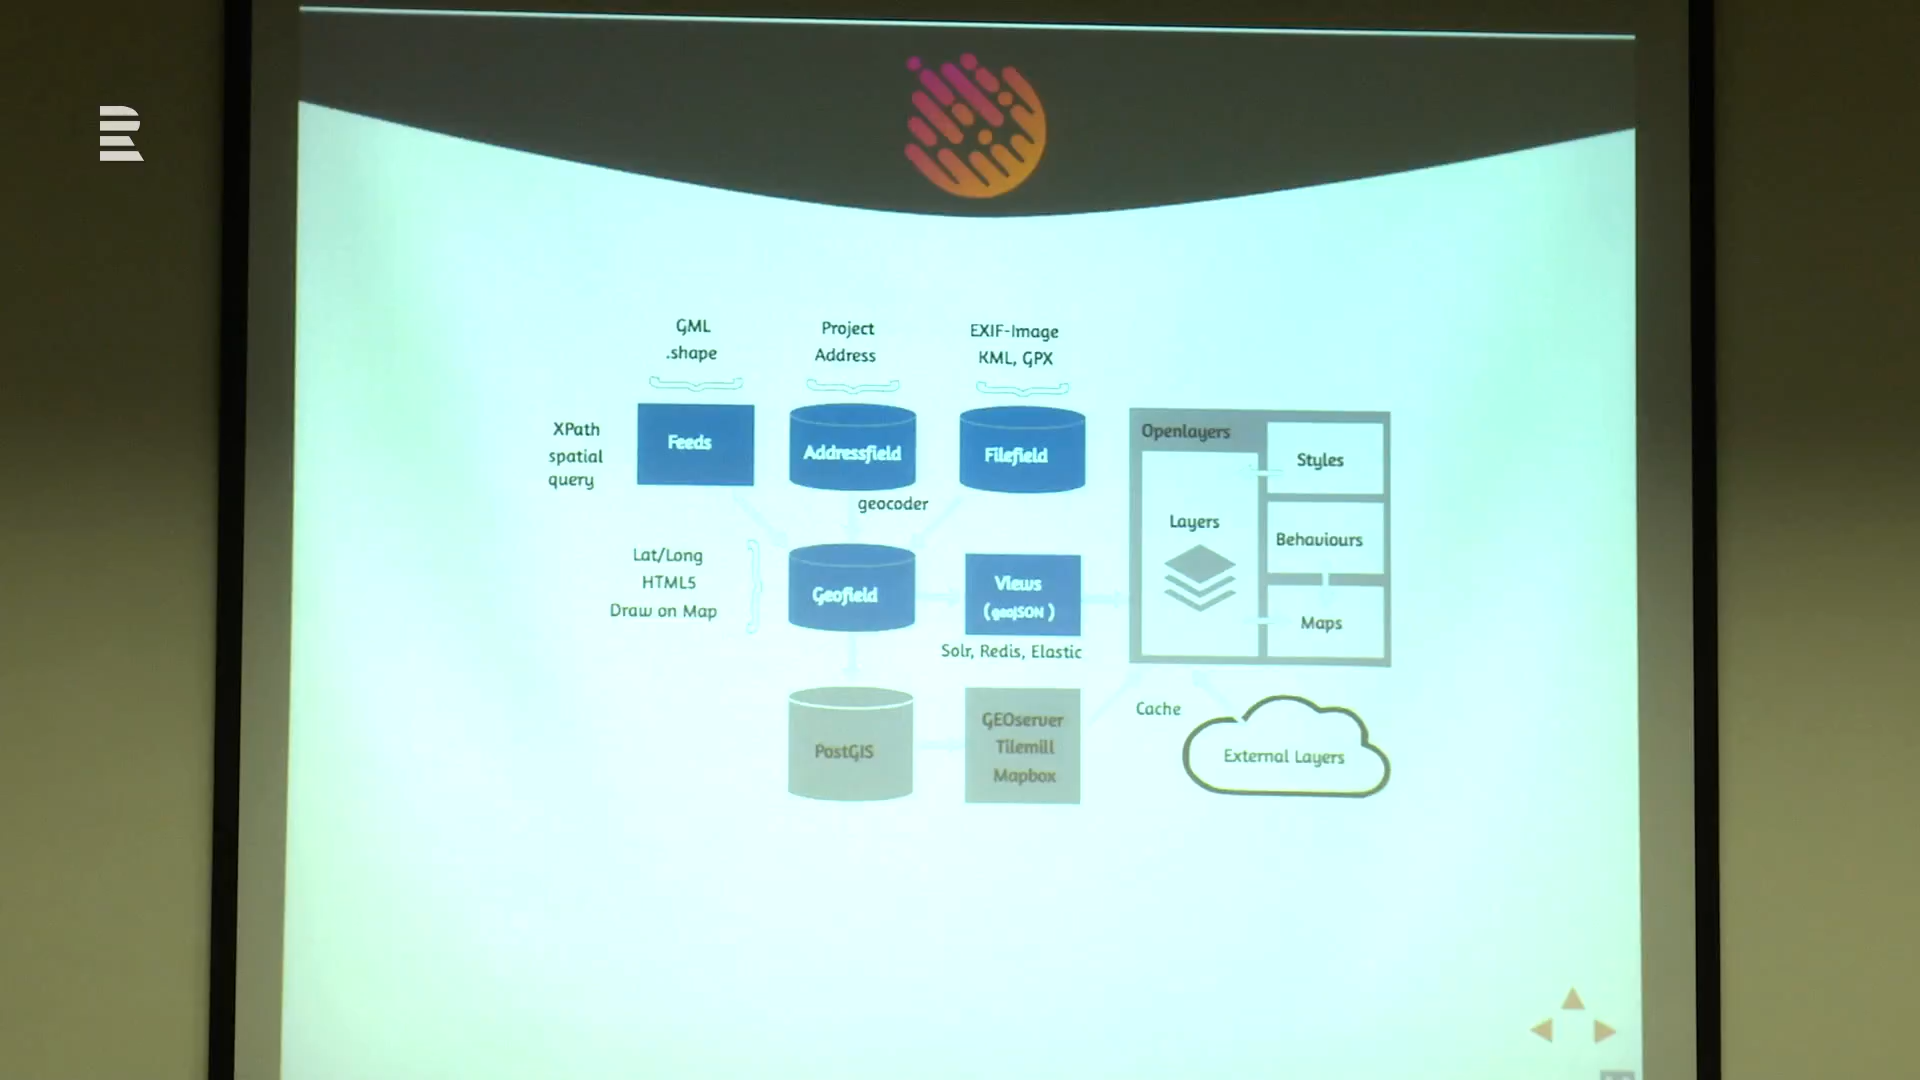 GML
.shape
Project
Address
EXIF-Image
KML, GPX
XPath
spatial
query
Feeds
Addressfield
Filefield
geocoder
Openlayers
Styles
Layers
Behaviours
Maps
Lat/Long
HTML5
Draw on Map
Geofield
Views
(geoJSON)
Solr, Redis, Elastic
PostGIS
GEOserver
Tilemill
Mapbox
Cache
External Layers